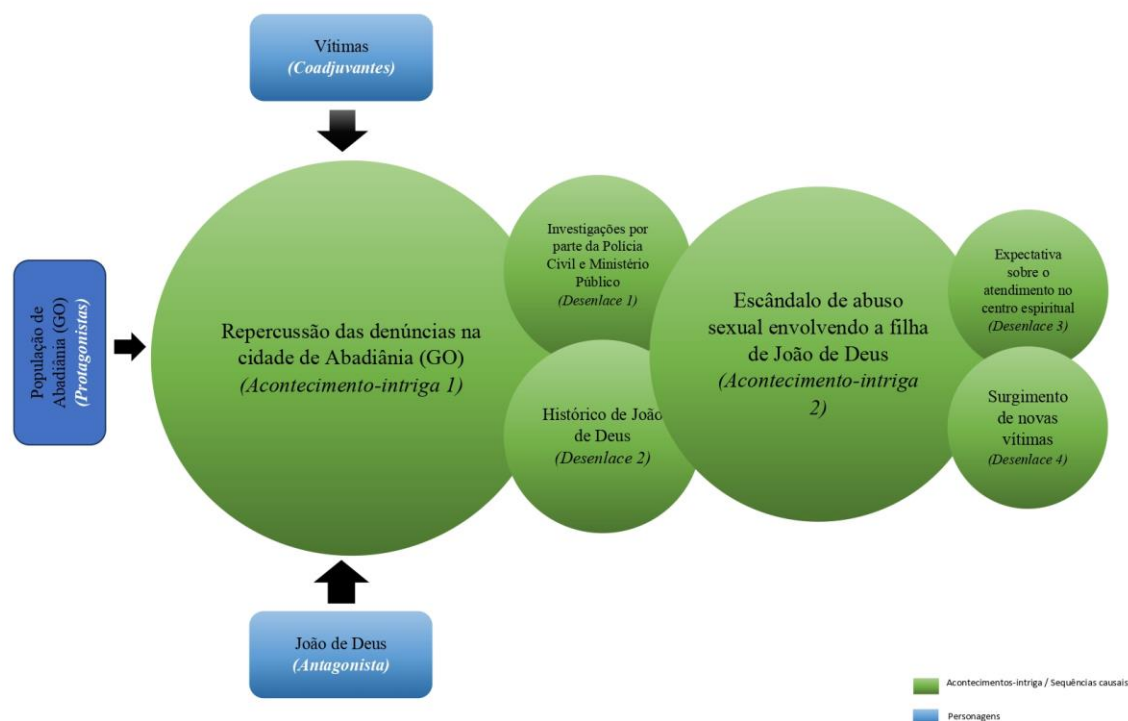 Vítimas
(Coadjuvantes)
População de
Abadiânia (GO)
(Protagonistas)
Repercussão das denúncias na
cidade de Abadiânia (GO)
(Acontecimento-intriga 1)
Investigações por
parte da Polícia
Civil e Ministério
Público
(Desenlace 1)
Histórico de João
de Deus
(Desenlace 2)
Escândalo de abuso
sexual envolvendo a filha
de João de Deus
(Acontecimento-intriga
2)
Expectativa
sobre o
atendimento no
centro espiritual
(Desenlace 3)
Surgimento
de novas
vítimas
(Desenlace 4)
João de Deus
(Antagonista)
Acontecimentos-intriga / Sequências causais
Personagens